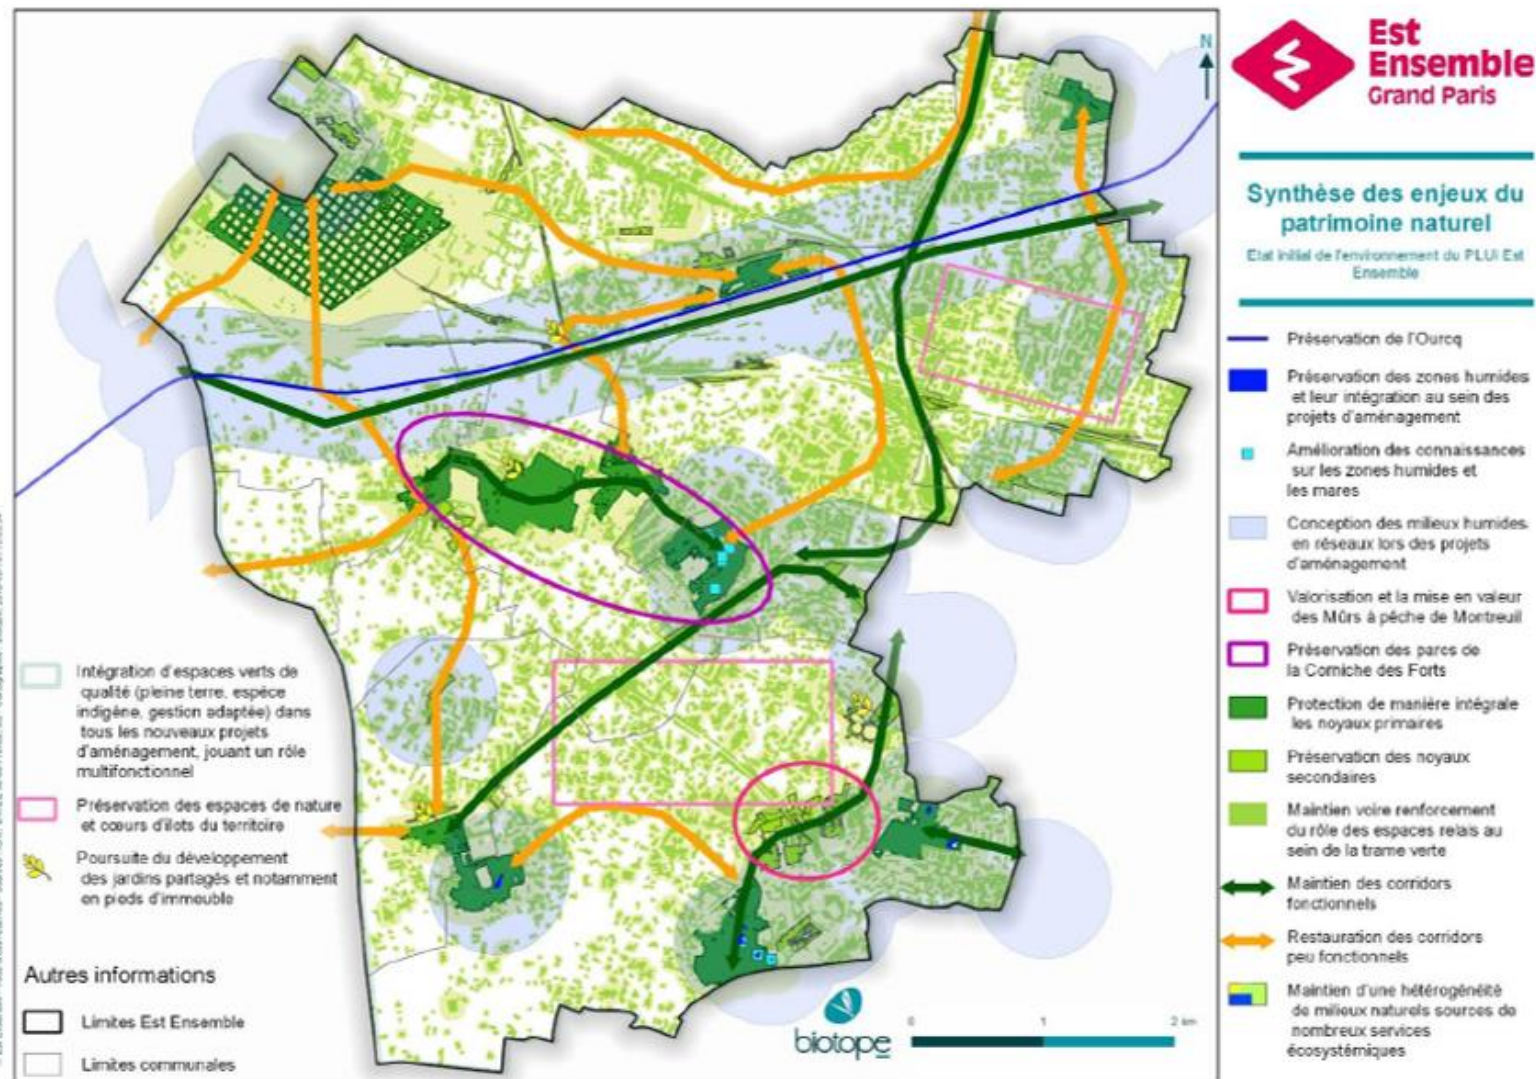 N
Est
Ensemble
Grand Paris
Synthèse des enjeux du
patrimoine naturel
Etat initial de l'environnement du PLUi Est
Ensemble
Préservation de l'Ourcq
Préservation des zones humides
et leur intégration au sein des
projets d'aménagement
Amélioration des connaissances
sur les zones humides et
les mares
Conception des milieux humides
en réseaux lors des projets
d'aménagement
Valorisation et la mise en valeur
des Mûrs à pêche de Montreuil
Préservation des parcs de
la Corniche des Forts
Protection de manière intégrale
les noyaux primaires
Préservation des noyaux
secondaires
Maintien voire renforcement
du rôle des espaces relais au
sein de la trame verte
Maintien des corridors
fonctionnels
Restauration des corridors
peu fonctionnels
Maintien d'une hétérogénéité
de milieux naturels sources de
nombreux services
écosystémiques
Intégration d'espaces verts de
qualité (pleine terre, espèce
indigène, gestion adaptée) dans
tous les nouveaux projets
d'aménagement, jouant un rôle
multifonctionnel
Préservation des espaces de nature
et cœurs d'ilots du territoire
Poursuite du développement
des jardins partagés et notamment
en pieds d'immeuble
Autres informations
Limites Est Ensemble
Limites communales
biotope
0 1 2 km